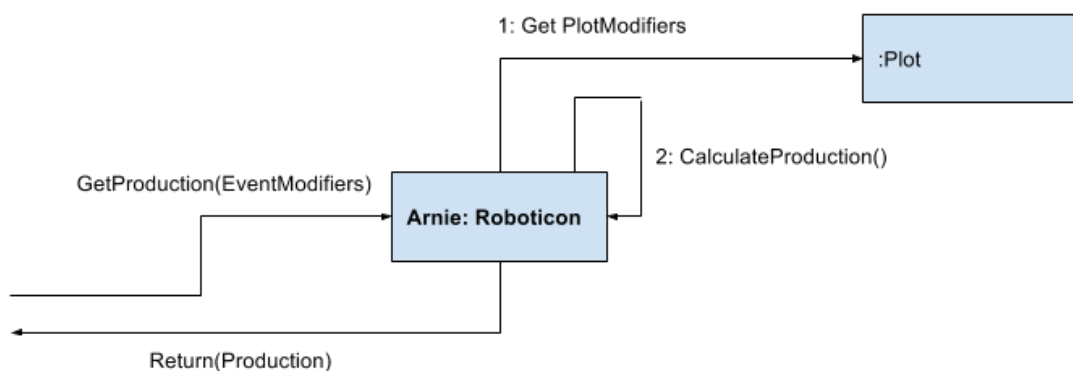 1: Get PlotModifiers
:Plot
2: CalculateProduction()
GetProduction(EventModifiers)
Arnie: Roboticon
Return(Production)